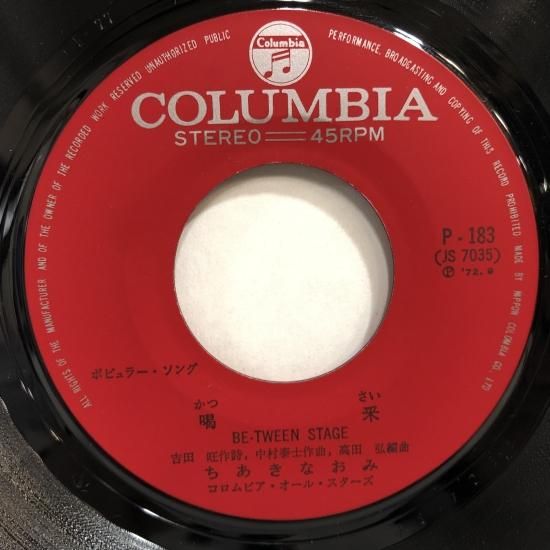 ALL RIGHTS OF THE MANUFACTURER AND OF THE OWNER OF THE RECORDED WORK RESERVED UNAUTHORIZED PUBLIC PERFORMANCE, BROADCASTING AND COPYING OF THIS RECORD PROHIBITED MADE BY NIPPON COLUMBIA CO., LTD
Columbia
COLUMBIA
STEREO 45RPM
P-183
(JS 7035)
Ⓟ '72.9
ポピュラー・ソング
かっ さい
喝 采
BE-TWEEN STAGE
吉田 旺作詩, 中村泰士作曲, 高田 弘編曲
ちあきなおみ
コロムビア・オール・スターズ